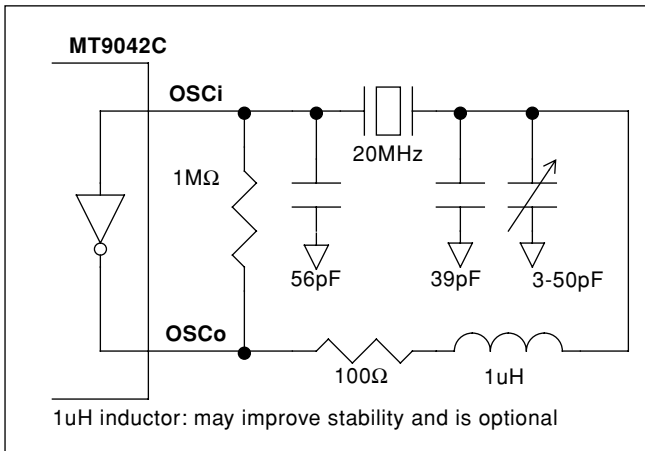 MT9042C
OSCi
20MHz
1MΩ
56pF
39pF
3-50pF
OSCo
100Ω
1uH
1uH inductor: may improve stability and is optional